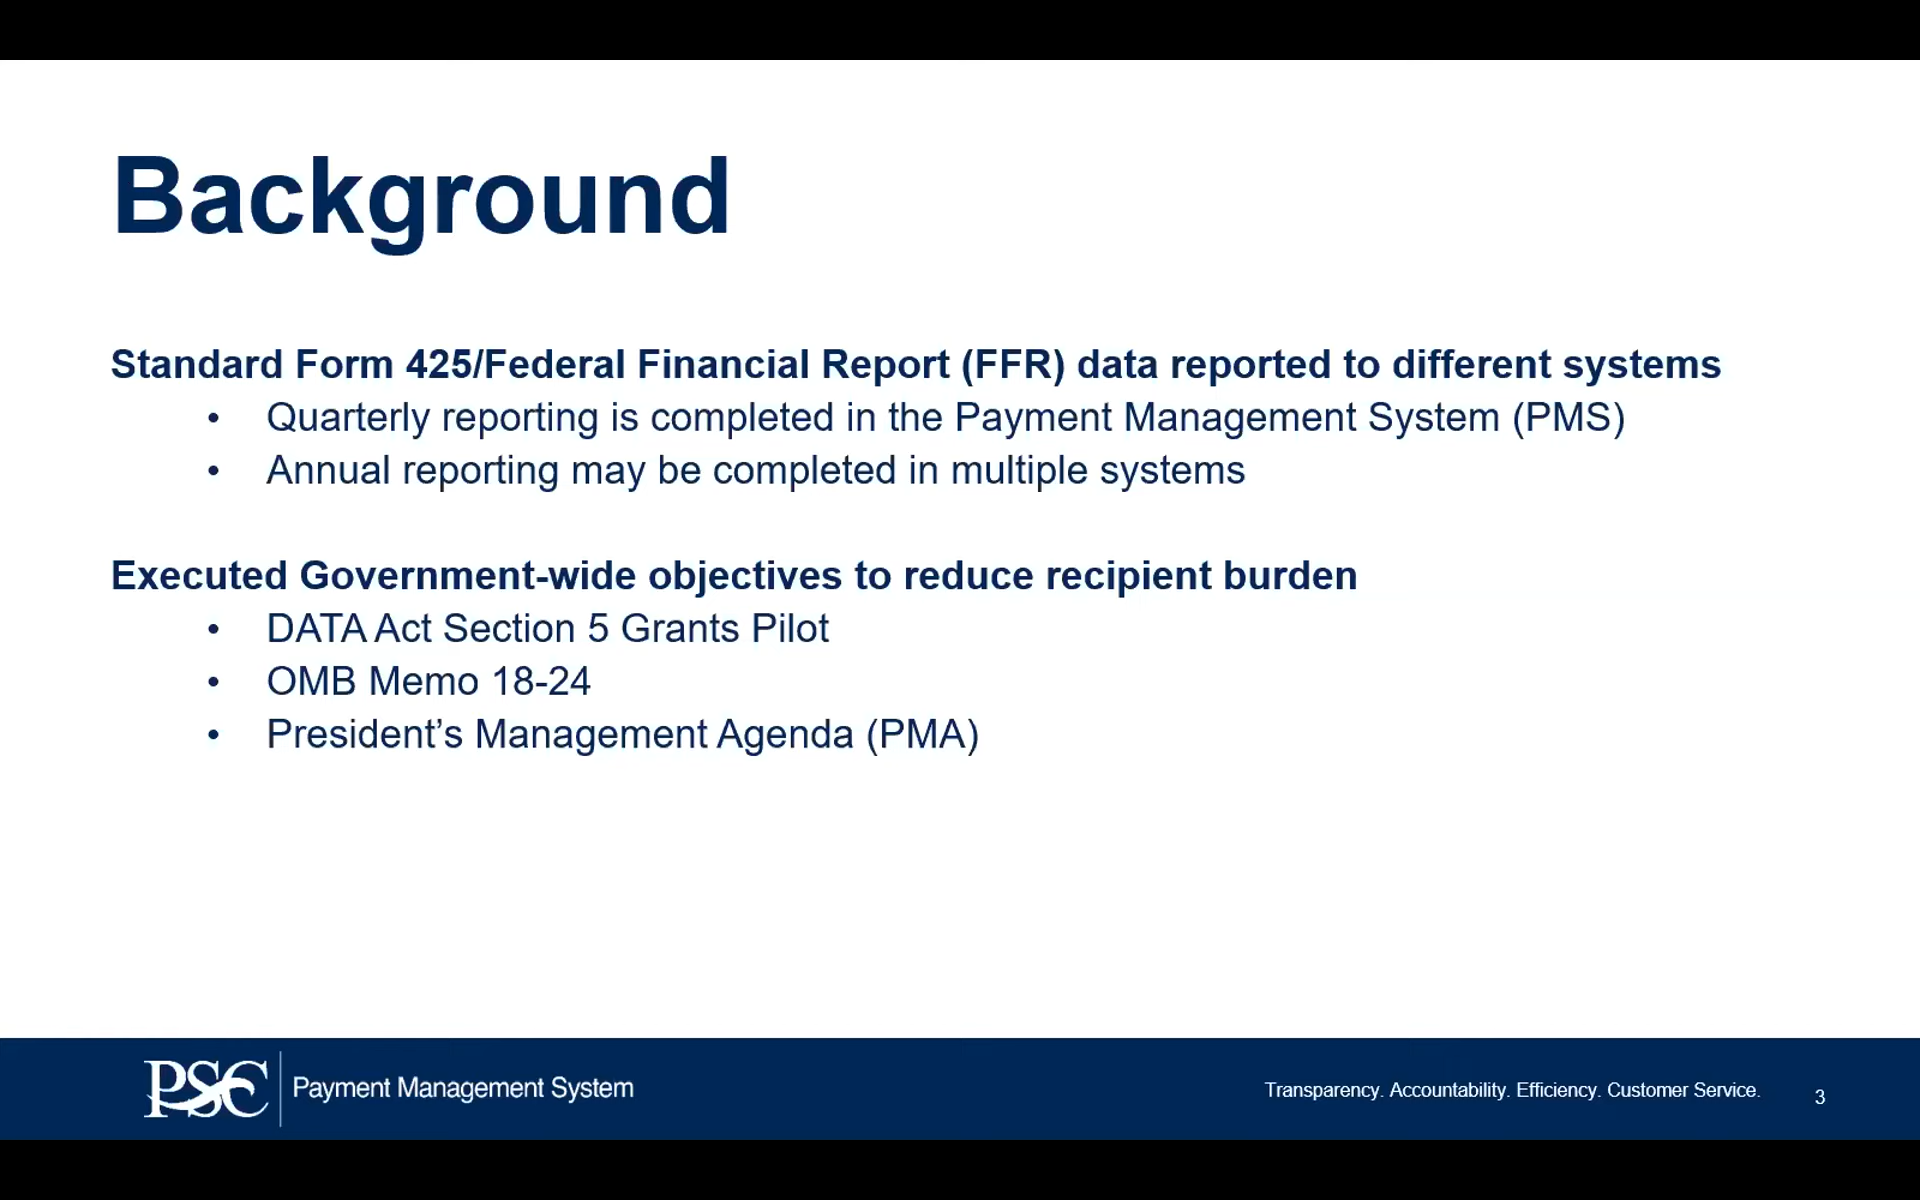 Background
Standard Form 425/Federal Financial Report (FFR) data reported to different systems
• Quarterly reporting is completed in the Payment Management System (PMS)
• Annual reporting may be completed in multiple systems
Executed Government-wide objectives to reduce recipient burden
• DATA Act Section 5 Grants Pilot
• OMB Memo 18-24
• President’s Management Agenda (PMA)
PSC Payment Management System
Transparency. Accountability. Efficiency. Customer Service.
3